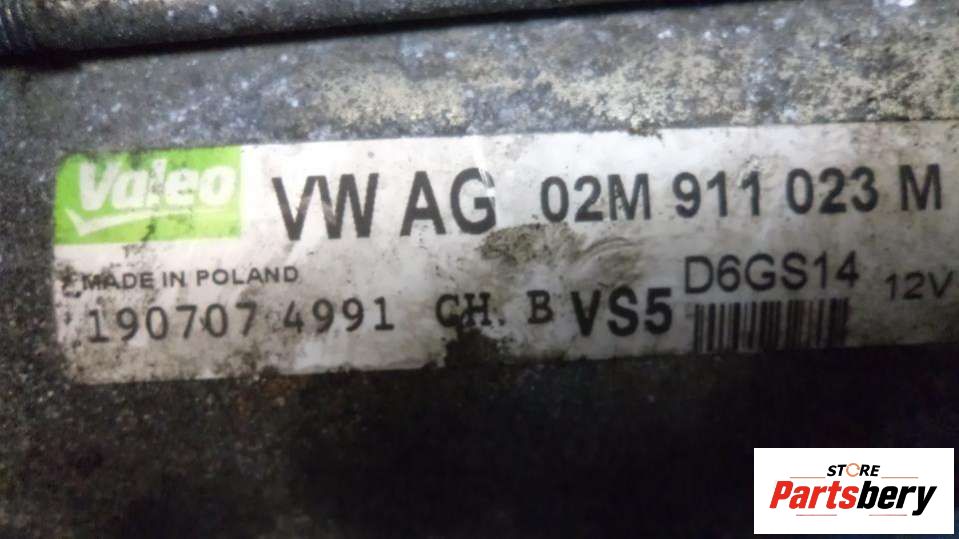 Valeo VW AG 02M 911 023 M
MADE IN POLAND
190707 4991 CH. B VS5 D6GS14 12V
STORE
Partsbery